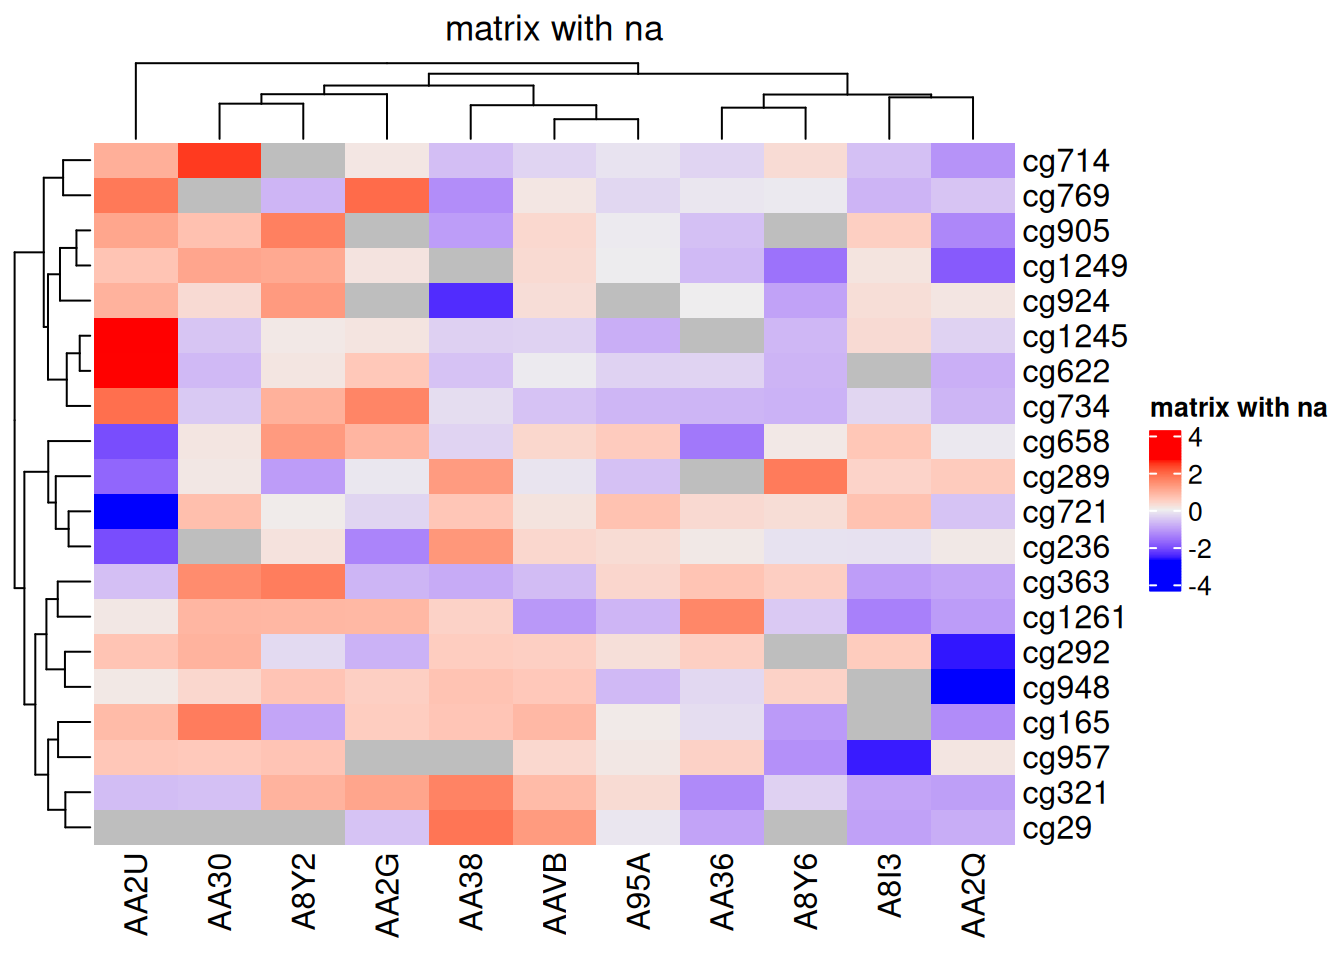 matrix with na
cg714
cg769
cg905
cg1249
cg924
cg1245
cg622
cg734
cg658
cg289
cg721
cg236
cg363
cg1261
cg292
cg948
cg165
cg957
cg321
cg29
matrix with na
4
2
0
-2
-4
AA2U
AA30
A8Y2
AA2G
AA38
AAVB
A95A
AA36
A8Y6
A8I3
AA2Q